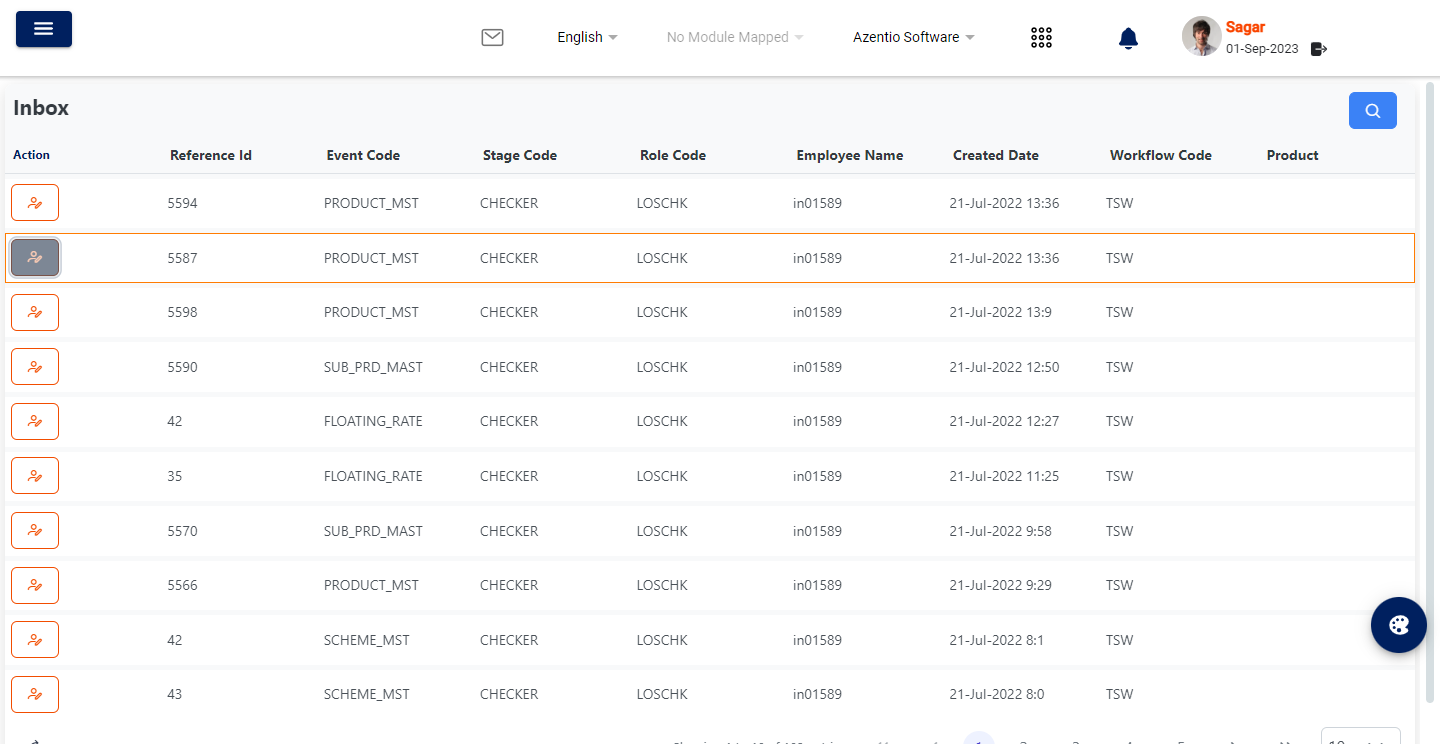 English No Module Mapped Azentio Software Sagar
01-Sep-2023
Inbox
Action Reference Id Event Code Stage Code Role Code Employee Name Created Date Workflow Code Product
5594 PRODUCT_MST CHECKER LOSCHK in01589 21-Jul-2022 13:36 TSW
5587 PRODUCT_MST CHECKER LOSCHK in01589 21-Jul-2022 13:36 TSW
5598 PRODUCT_MST CHECKER LOSCHK in01589 21-Jul-2022 13:9 TSW
5590 SUB_PRD_MAST CHECKER LOSCHK in01589 21-Jul-2022 12:50 TSW
42 FLOATING_RATE CHECKER LOSCHK in01589 21-Jul-2022 12:27 TSW
35 FLOATING_RATE CHECKER LOSCHK in01589 21-Jul-2022 11:25 TSW
5570 SUB_PRD_MAST CHECKER LOSCHK in01589 21-Jul-2022 9:58 TSW
5566 PRODUCT_MST CHECKER LOSCHK in01589 21-Jul-2022 9:29 TSW
42 SCHEME_MST CHECKER LOSCHK in01589 21-Jul-2022 8:1 TSW
43 SCHEME_MST CHECKER LOSCHK in01589 21-Jul-2022 8:0 TSW